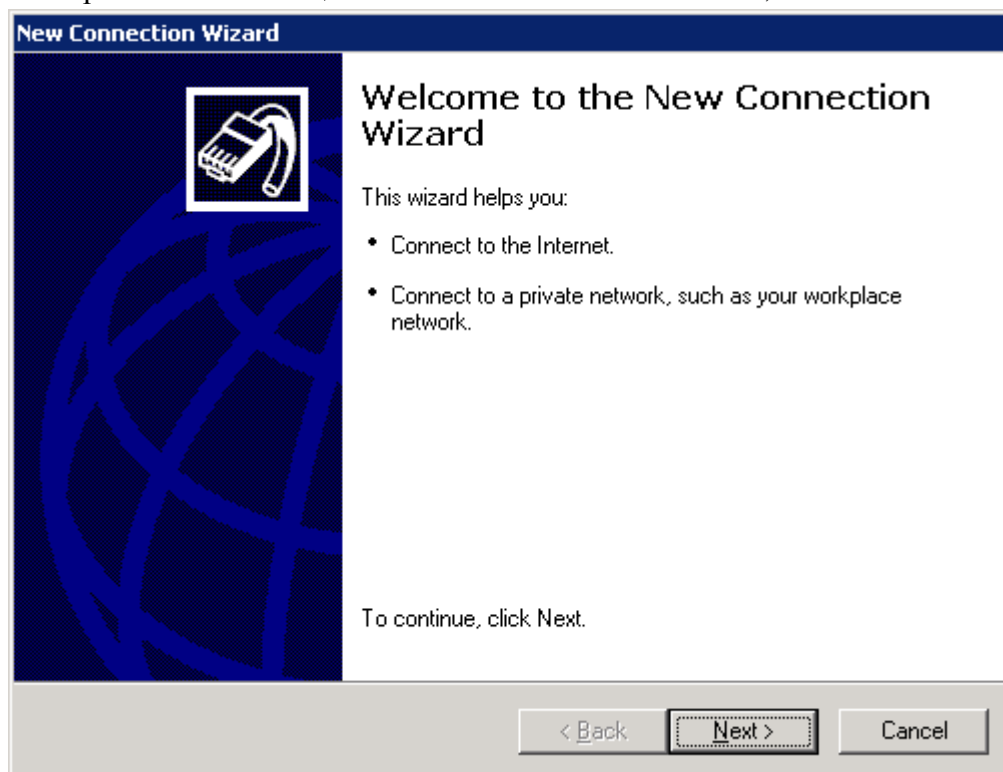 New Connection Wizard
Welcome to the New Connection
Wizard
This wizard helps you:
• Connect to the Internet.
• Connect to a private network, such as your workplace
network.
To continue, click Next.
< Back
Next >
Cancel